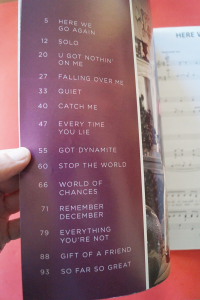 5 HERE WE
GO AGAIN
12 SOLO
20 U GOT NOTHIN'
ON ME
27 FALLING OVER ME
33 QUIET
40 CATCH ME
47 EVERY TIME
YOU LIE
55 GOT DYNAMITE
60 STOP THE WORLD
66 WORLD OF
CHANCES
71 REMEMBER
DECEMBER
79 EVERYTHING
YOU'RE NOT
88 GIFT OF A FRIEND
93 SO FAR SO GREAT
HERE